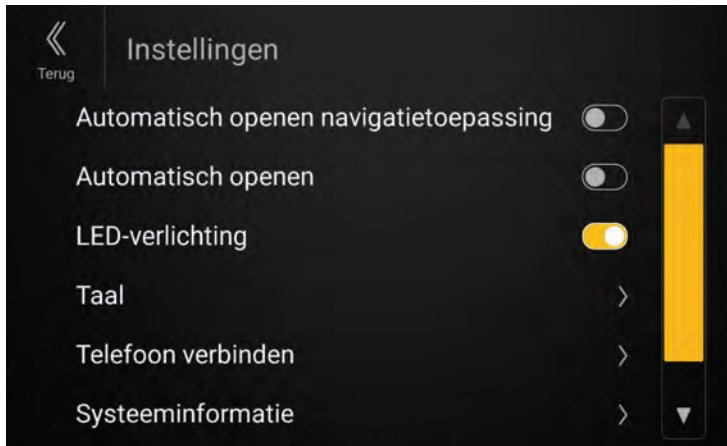 Terug
Instellingen
Automatisch openen navigatietoepassing
Automatisch openen
LED-verlichting
Taal
Telefoon verbinden
Systeeminformatie